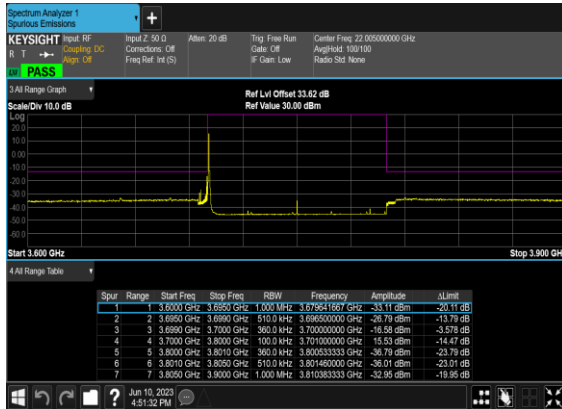 Spectrum Analyzer 1
Spurious Emissions
+
KEYSIGHT Input: RF Input Z: 50 Ω Atten: 20 dB Trig: Free Run Center Freq: 22.005000000 GHz
R T Coupling: DC Corrections: Off Gate: Off Avg|Hold: 100/100
Align: Off Freq Ref: Int (S) IF Gain: Low Radio Std: None
PASS
3 All Range Graph
Ref Lvl Offset 33.62 dB
Scale/Div 10.0 dB Ref Value 30.00 dBm
Log
20.0
10.0
0.00
-10.0
-20.0
-30.0
-40.0
-50.0
-60.0
Start 3.600 GHz Stop 3.900 GH
4 All Range Table
Spur Range Start Freq Stop Freq RBW Frequency Amplitude ΔLimit
1 1 3.6000 GHz 3.6950 GHz 1.000 MHz 3.679641667 GHz -33.11 dBm -20.11 dB
2 2 3.6950 GHz 3.6990 GHz 510.0 kHz 3.696500000 GHz -26.79 dBm -13.79 dB
3 3 3.6990 GHz 3.7000 GHz 360.0 kHz 3.700000000 GHz -16.58 dBm -3.578 dB
4 4 3.7000 GHz 3.8000 GHz 100.0 kHz 3.701000000 GHz 15.53 dBm -14.47 dB
5 5 3.8000 GHz 3.8010 GHz 360.0 kHz 3.800533333 GHz -36.79 dBm -23.79 dB
6 6 3.8010 GHz 3.8050 GHz 510.0 kHz 3.801460000 GHz -36.01 dBm -23.01 dB
7 7 3.8050 GHz 3.9000 GHz 1.000 MHz 3.810383333 GHz -32.95 dBm -19.95 dB
? Jun 10, 2023
4:51:32 PM